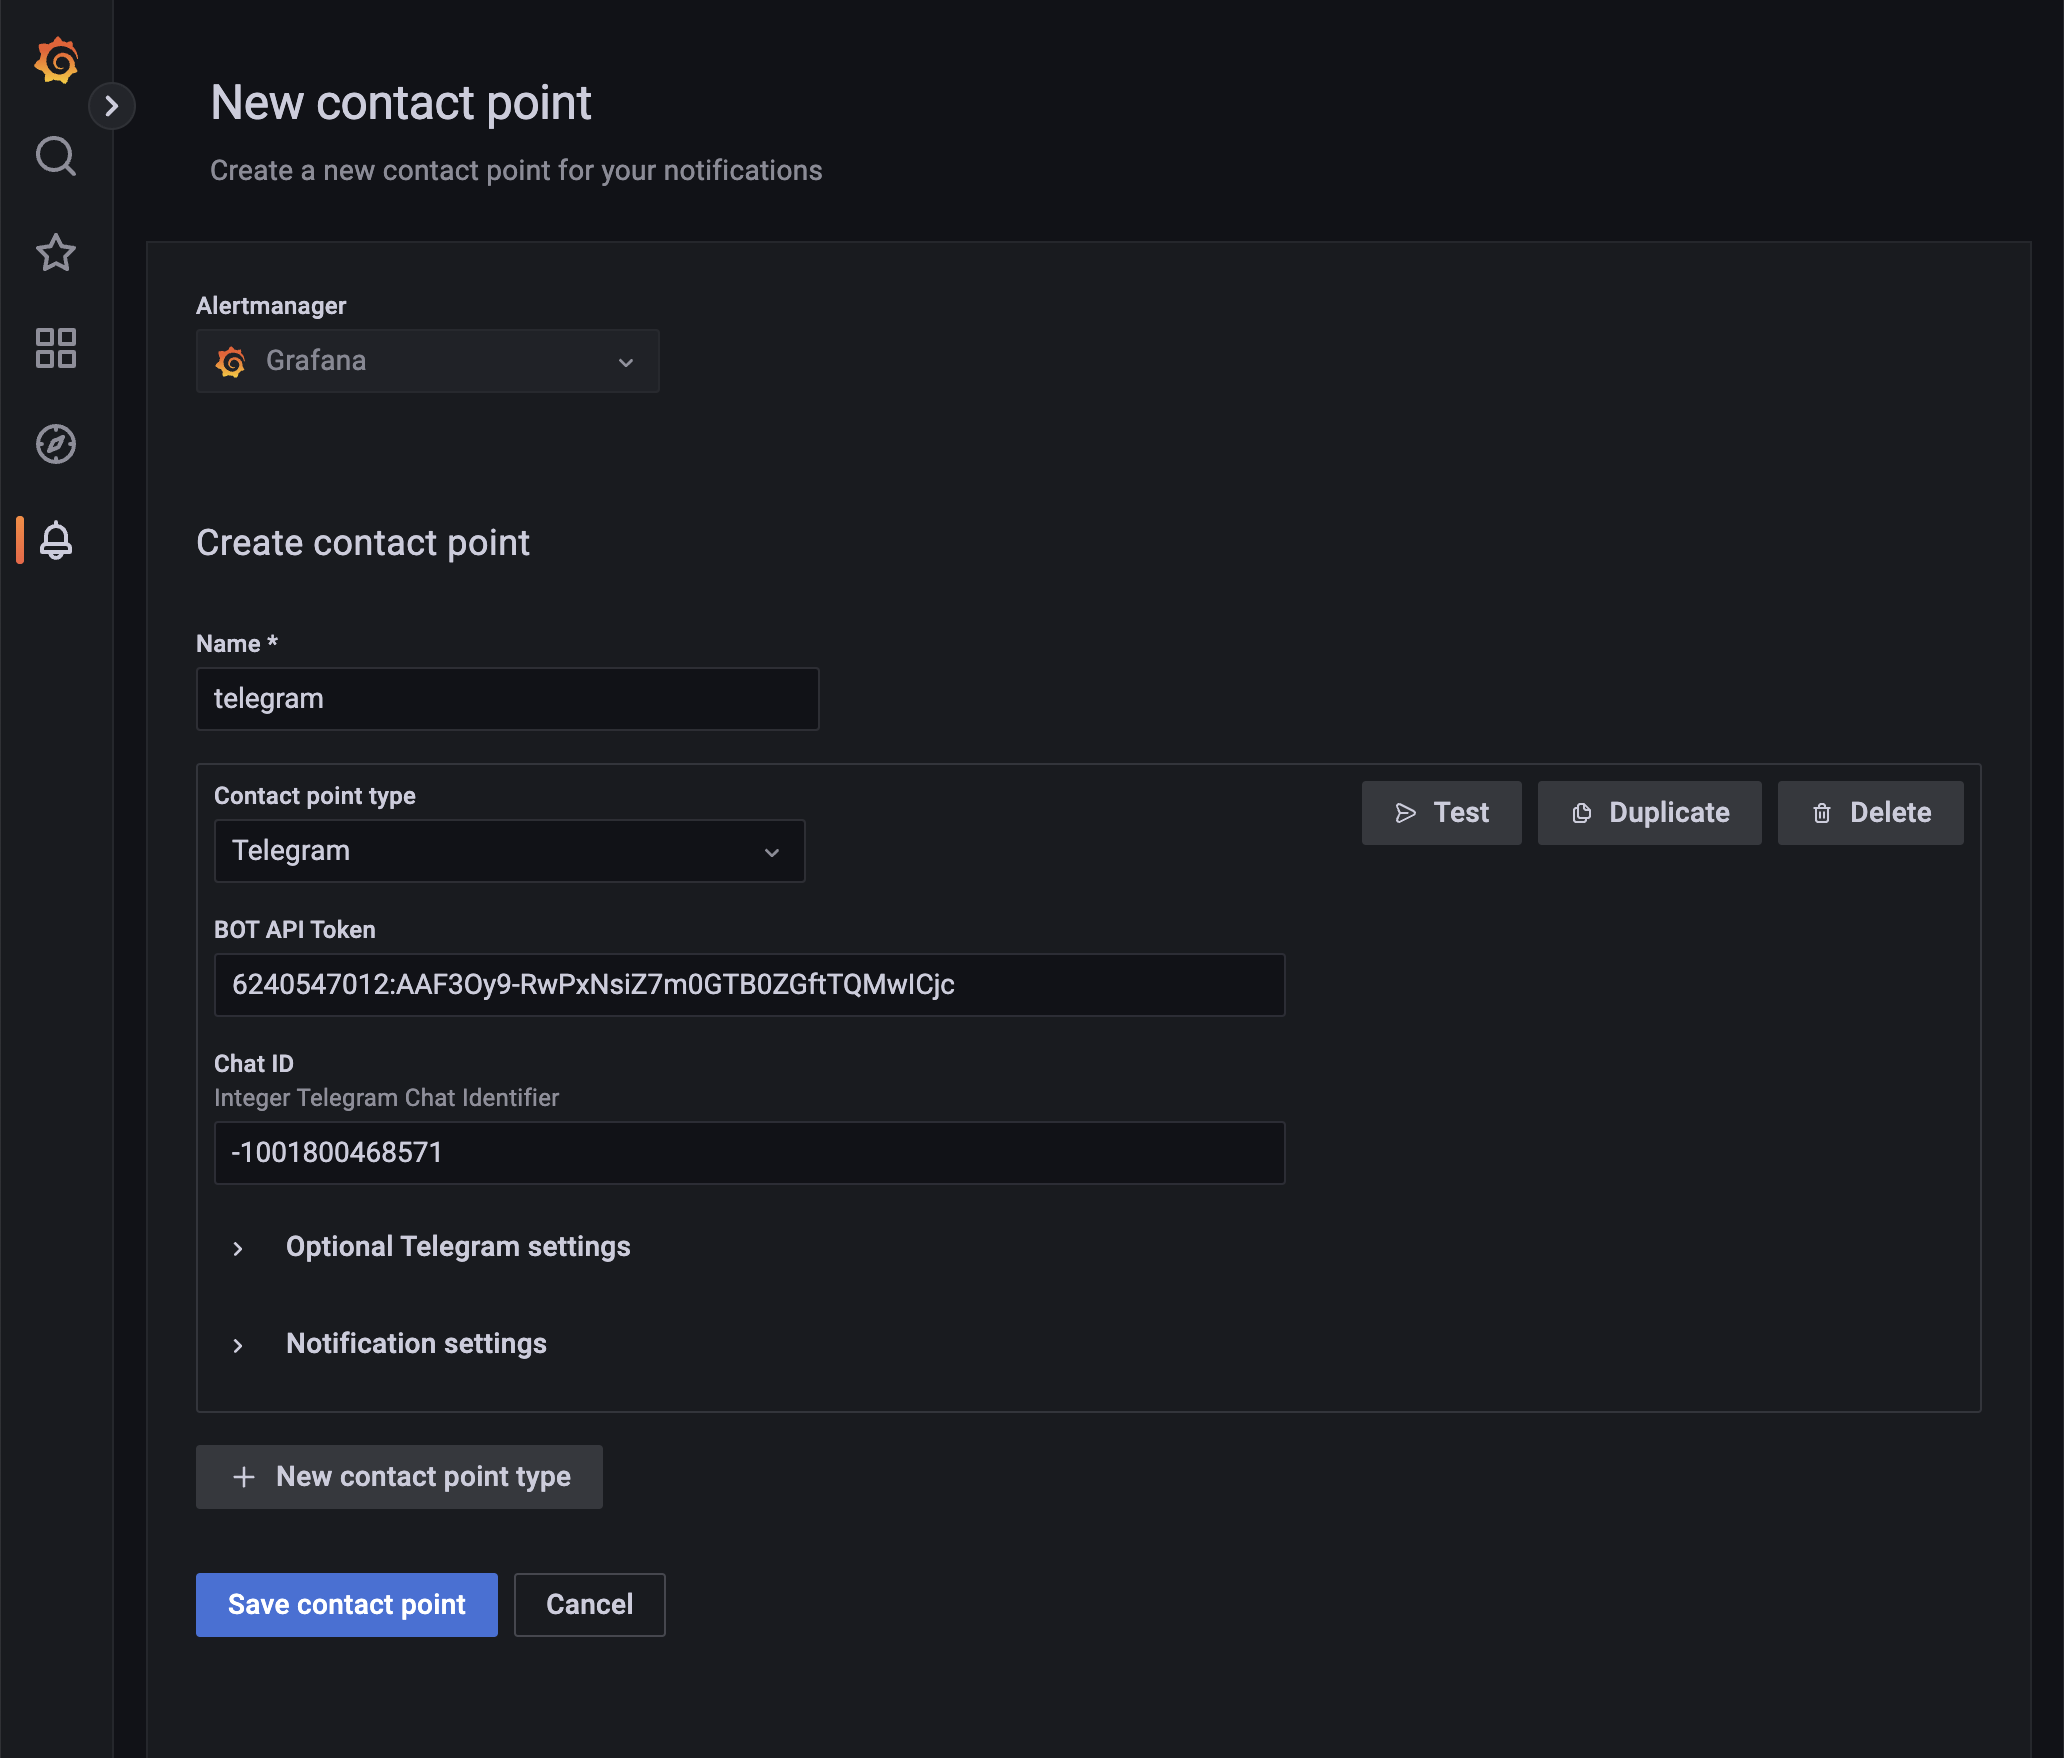 New contact point
Create a new contact point for your notifications
Alertmanager
Grafana
Create contact point
Name *
telegram
Contact point type
Test
Duplicate
Delete
Telegram
BOT API Token
6240547012:AAF3Oy9-RwPxNsiZ7m0GTB0ZGftTQMwICjc
Chat ID
Integer Telegram Chat Identifier
-1001800468571
Optional Telegram settings
Notification settings
New contact point type
Save contact point
Cancel